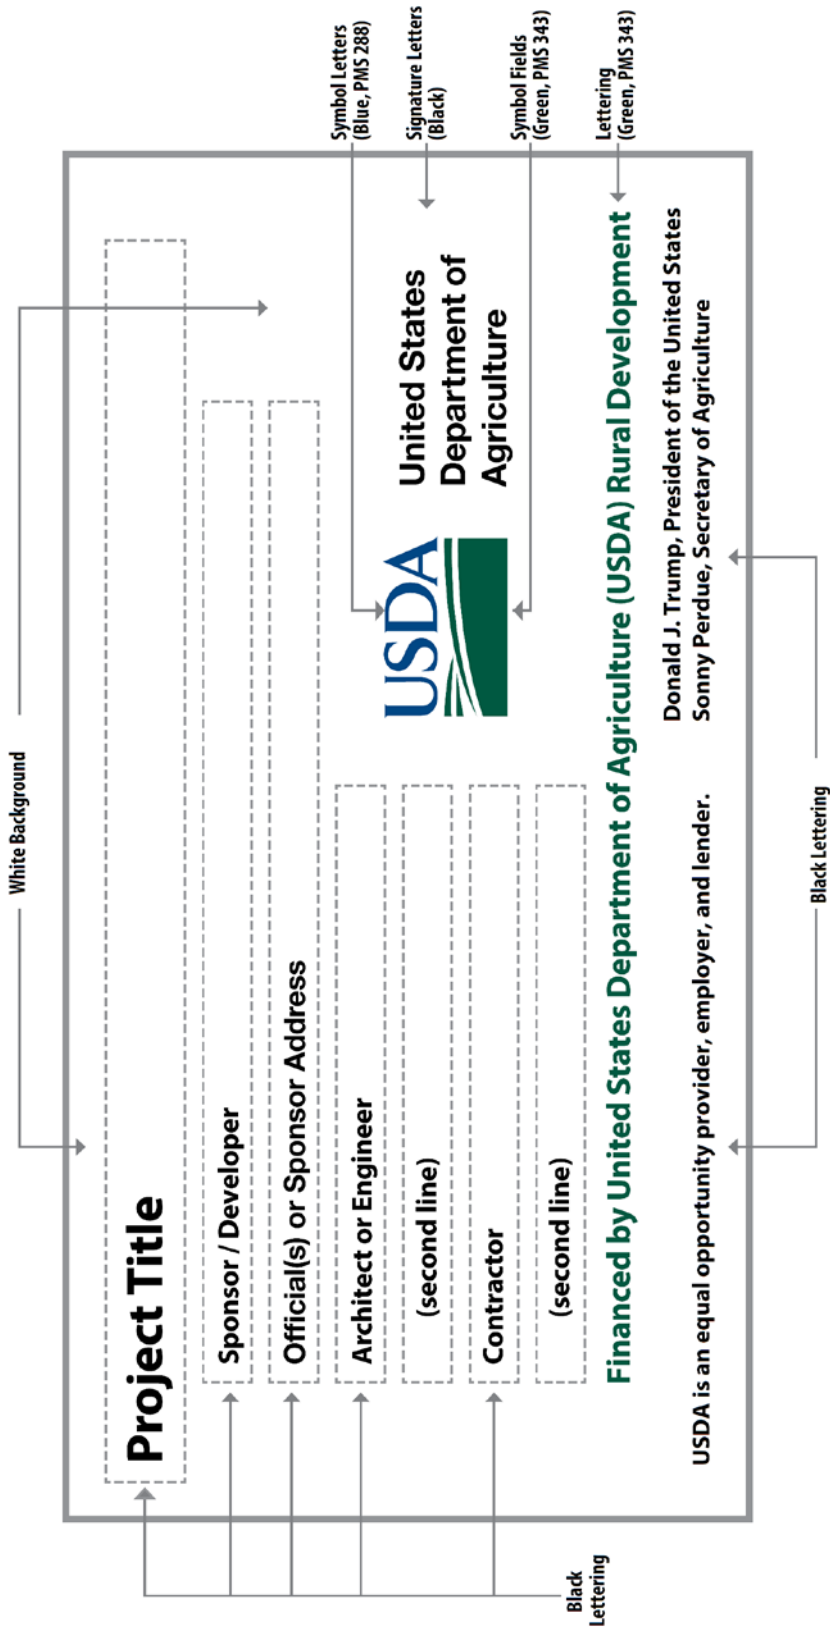 White Background
Project Title
Sponsor / Developer
Official(s) or Sponsor Address
Architect or Engineer
(second line)
Contractor
(second line)
USDA
United States
Department of
Agriculture
Financed by United States Department of Agriculture (USDA) Rural Development
USDA is an equal opportunity provider, employer, and lender.
Donald J. Trump, President of the United States
Sonny Perdue, Secretary of Agriculture
Black
Lettering
Symbol Letters
(Blue, PMS 288)
Signature Letters
(Black)
Symbol Fields
(Green, PMS 343)
Lettering
(Green, PMS 343)
Black Lettering